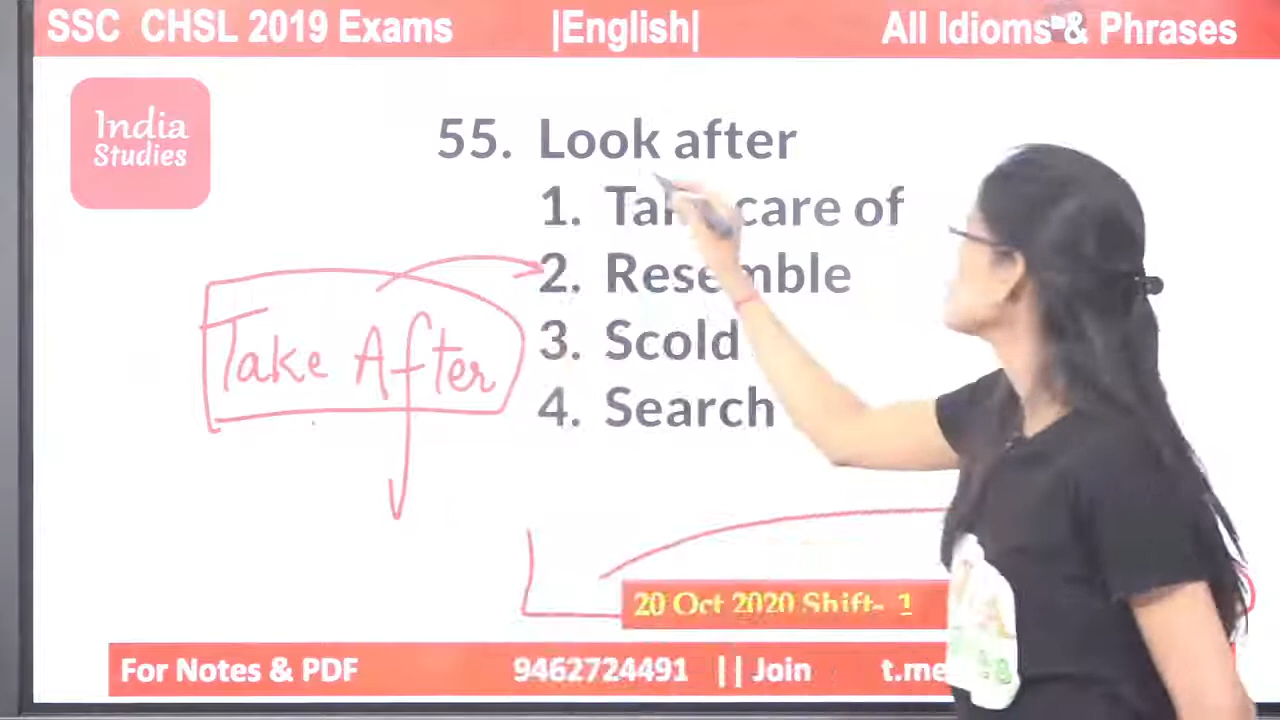 SSC CHSL 2019 Exams |English| All Idioms & Phrases
India
Studies
55. Look after
1. Take care of
2. Resemble
3. Scold
4. Search
Take After
20 Oct 2020 Shift- 1
For Notes & PDF 9462724491 || Join t.me